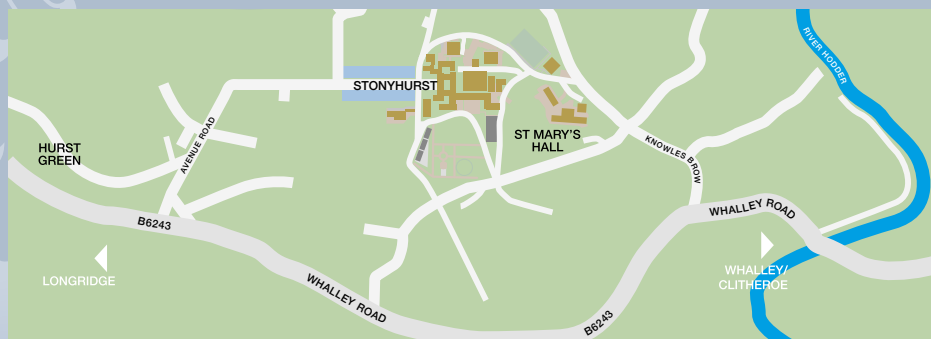 RIVER HODDER
STONYHURST
AVENUE ROAD
ST MARY'S
HALL
HURST
GREEN
KNOWLES BROW
WHALLEY ROAD
B6243
LONGRIDGE
WHALLEY/
CLITHEROE
WHALLEY ROAD
B6243